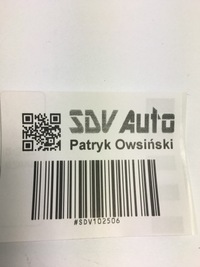 SDV Auto
Patryk Owsiński
#SDV102506